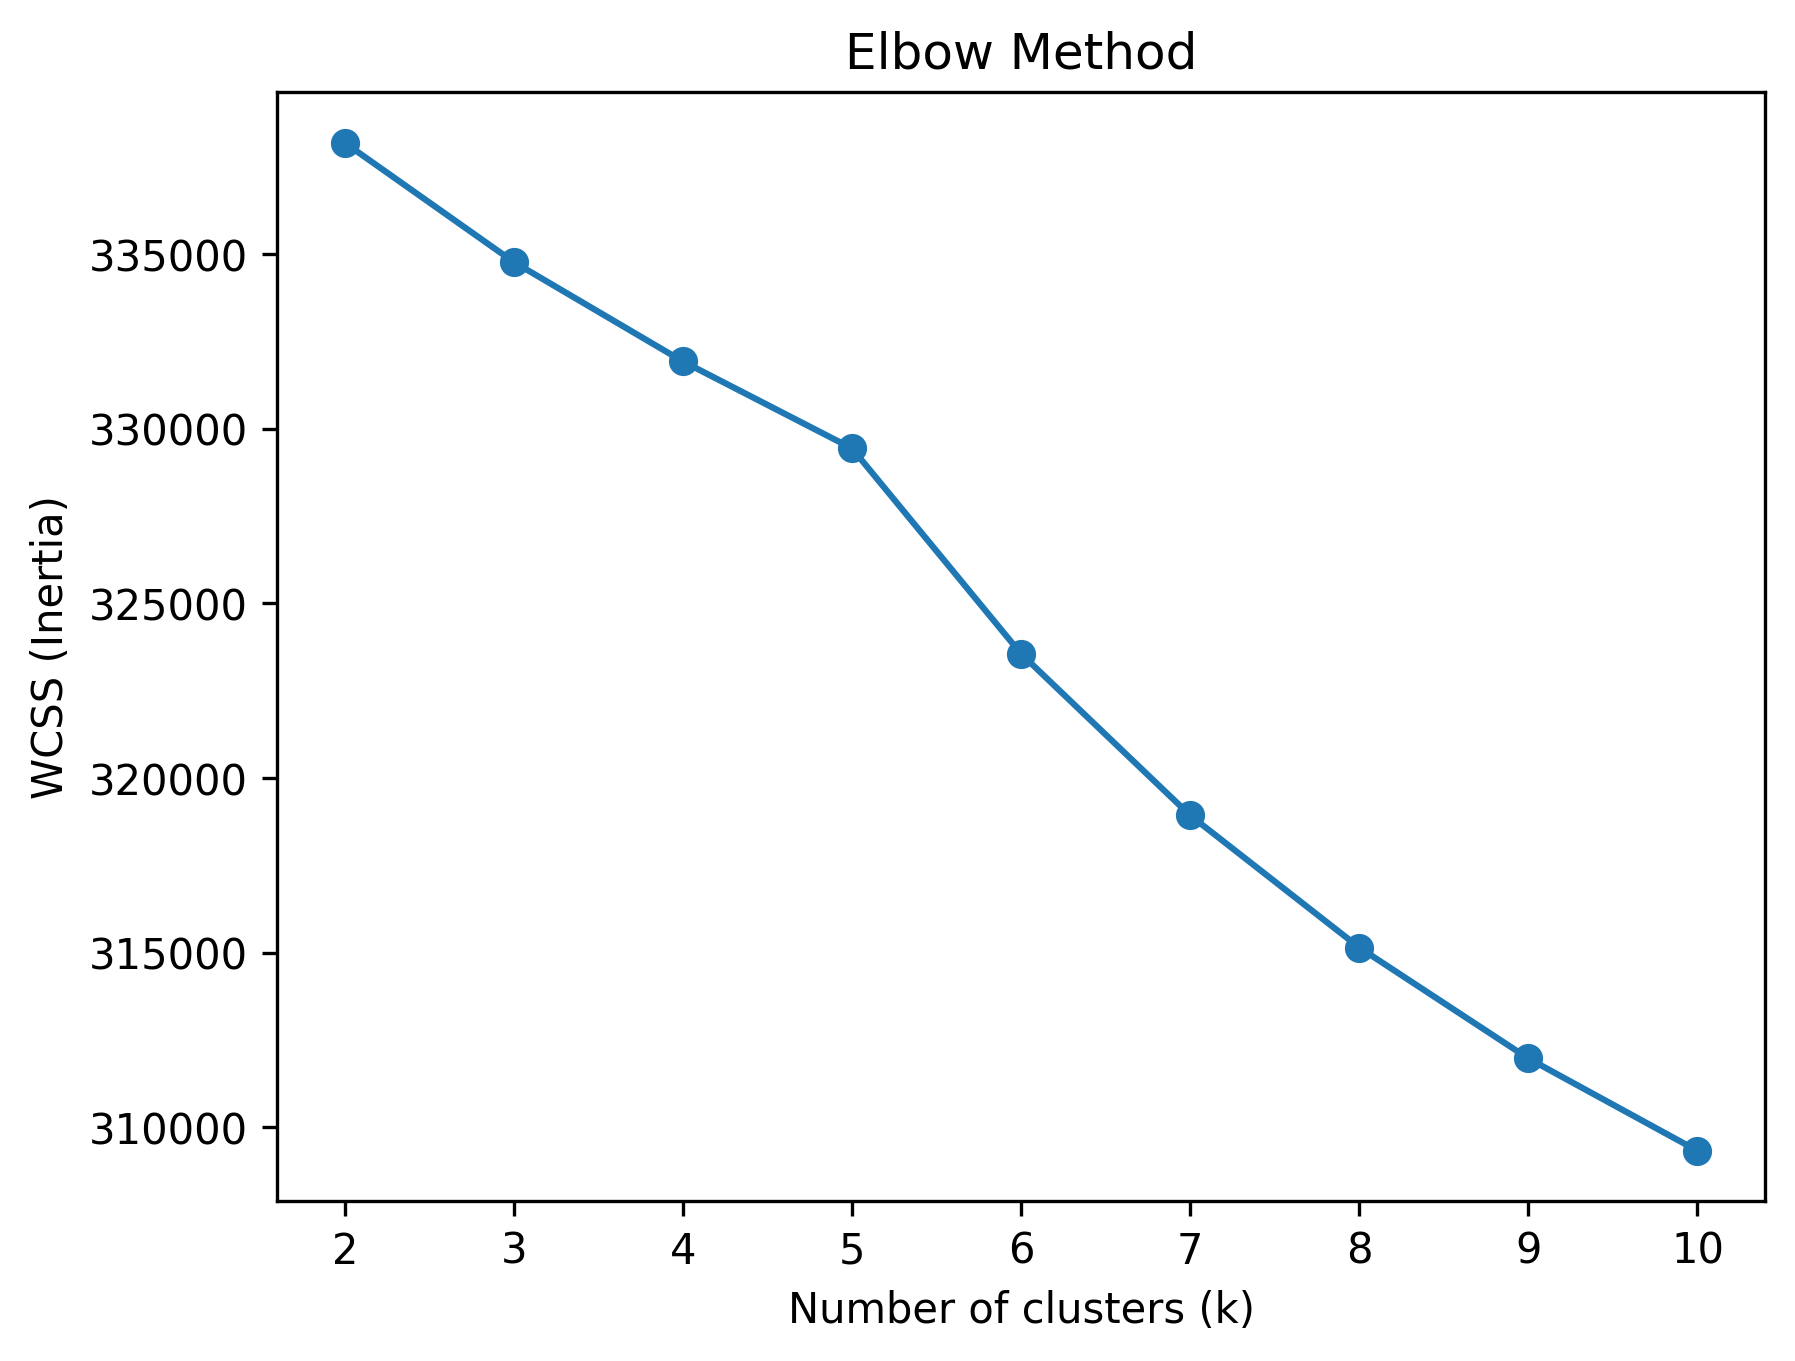 Elbow Method
WCSS (Inertia)
335000
330000
325000
320000
315000
310000
2 3 4 5 6 7 8 9 10
Number of clusters (k)